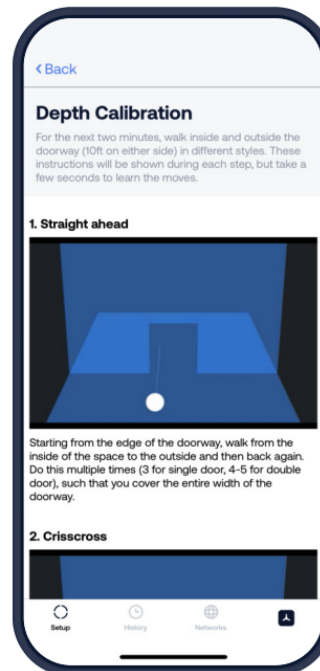 Back
Depth Calibration
For the next two minutes, walk inside and outside the
doorway (10ft on either side) in different styles. These
instructions will be shown during each step, but take a
few seconds to learn the moves.
1. Straight ahead
Starting from the edge of the doorway, walk from the
inside of the space to the outside and then back again.
Do this multiple times (3 for single door, 4-5 for double
door), such that you cover the entire width of the
doorway.
2. Crisscross
Setup History Networks